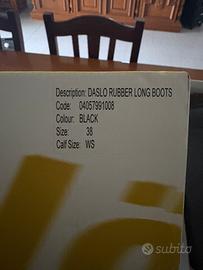 Description: DASLO RUBBER LONG BOOTS
Code: 04057991008
Colour: BLACK
Size: 38
Calf Size: WS
subito